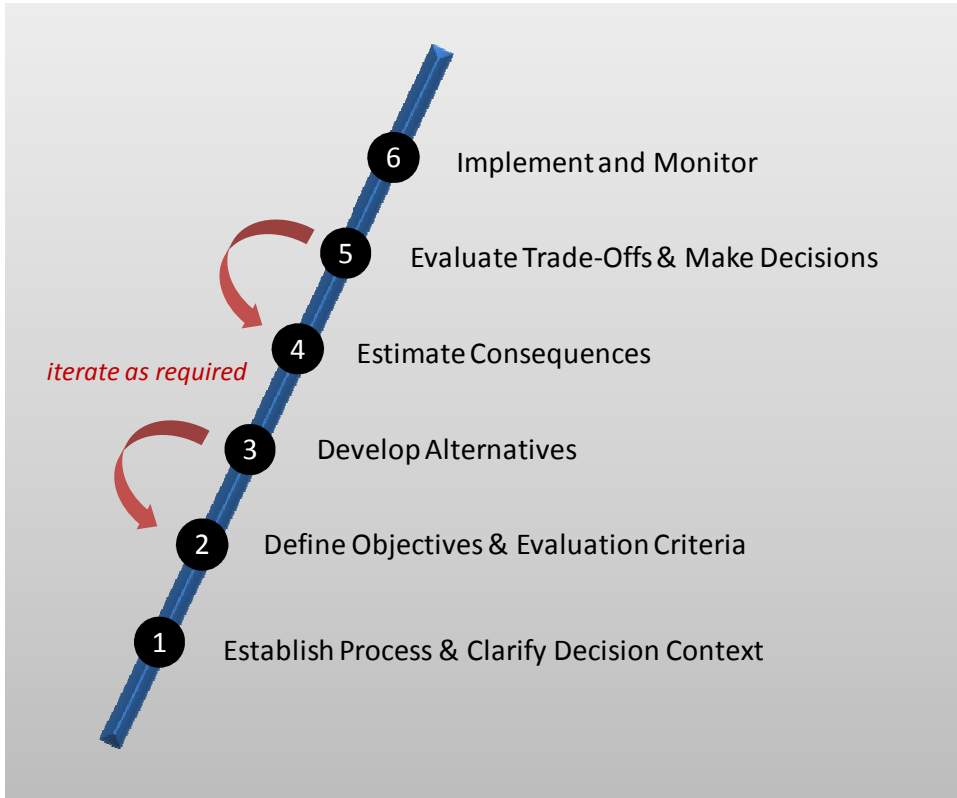 6 Implement and Monitor
5 Evaluate Trade-Offs & Make Decisions
4 Estimate Consequences
iterate as required
3 Develop Alternatives
2 Define Objectives & Evaluation Criteria
1 Establish Process & Clarify Decision Context